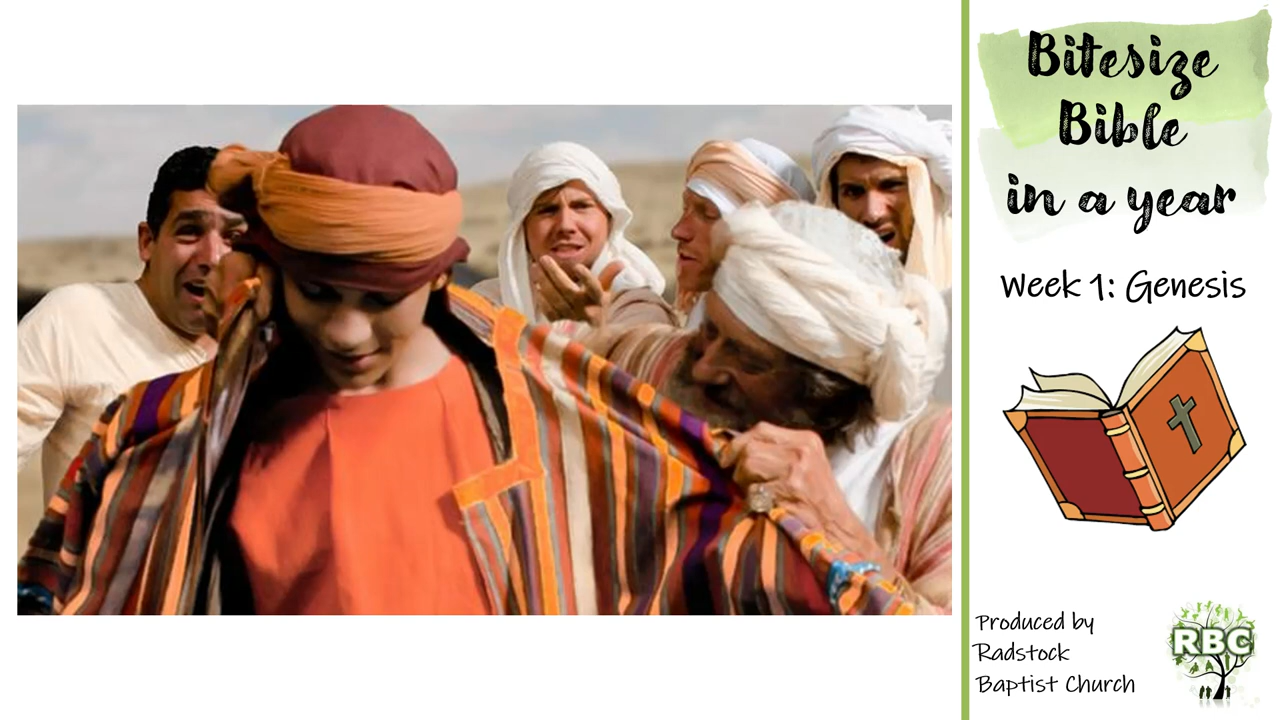 Bitesize
Bible
in a year
Week 1: Genesis
Produced by
Radstock
Baptist Church
RBC